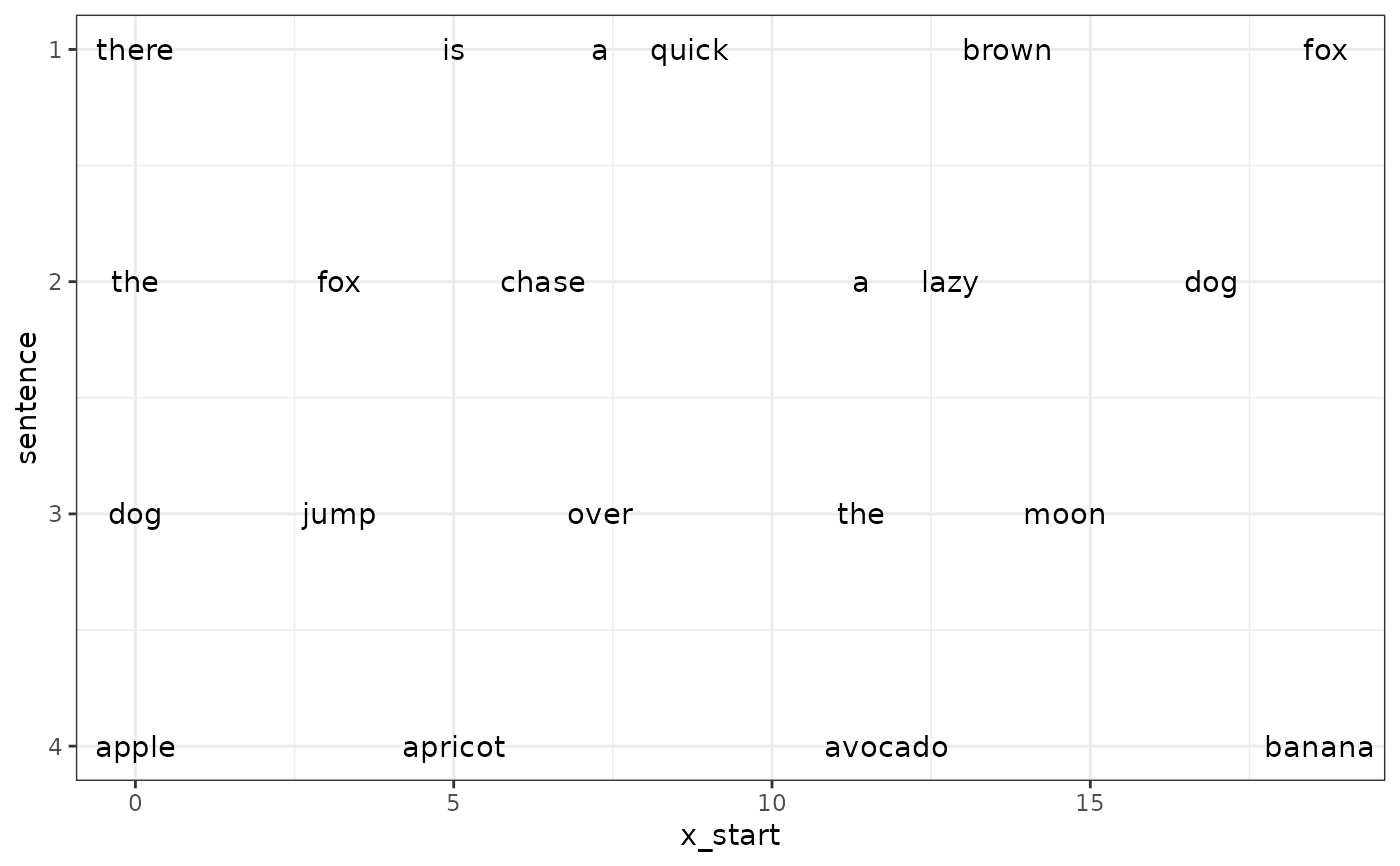 1 there is a quick brown fox
2 the fox chase a lazy dog
sentence
3 dog jump over the moon
4 apple apricot avocado banana
0 5 10 15
x_start